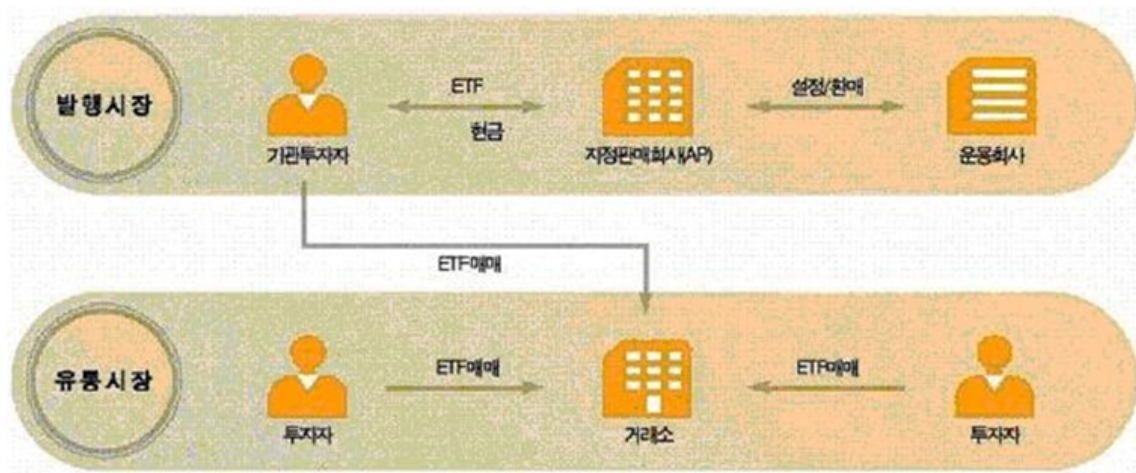 발행시장
ETF
현금
설정/환매
기관투자자
지정판매회사(AP)
운용회사
ETF매매
유통시장
ETF매매
ETF매매
투자자
거래소
투자자